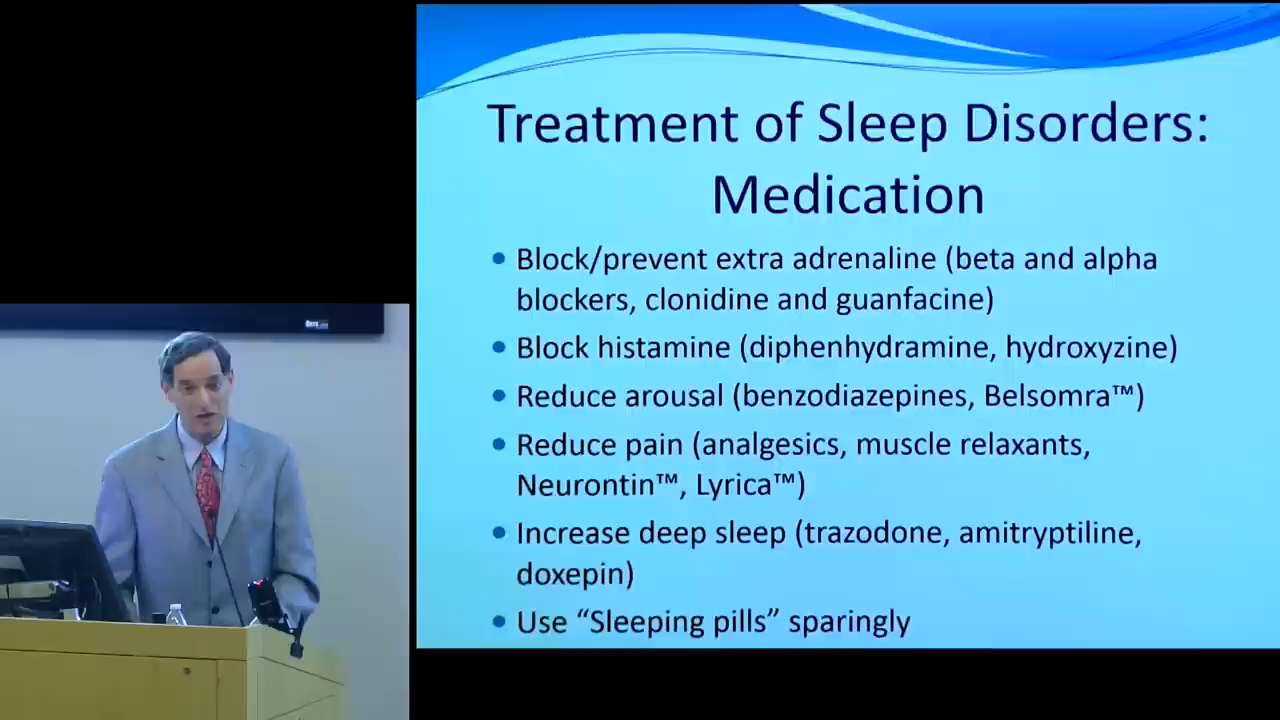 Treatment of Sleep Disorders:
Medication
• Block/prevent extra adrenaline (beta and alpha
blockers, clonidine and guanfacine)
• Block histamine (diphenhydramine, hydroxyzine)
• Reduce arousal (benzodiazepines, Belsomra™)
• Reduce pain (analgesics, muscle relaxants,
Neurontin™, Lyrica™)
• Increase deep sleep (trazodone, amitryptiline,
doxepin)
• Use “Sleeping pills” sparingly